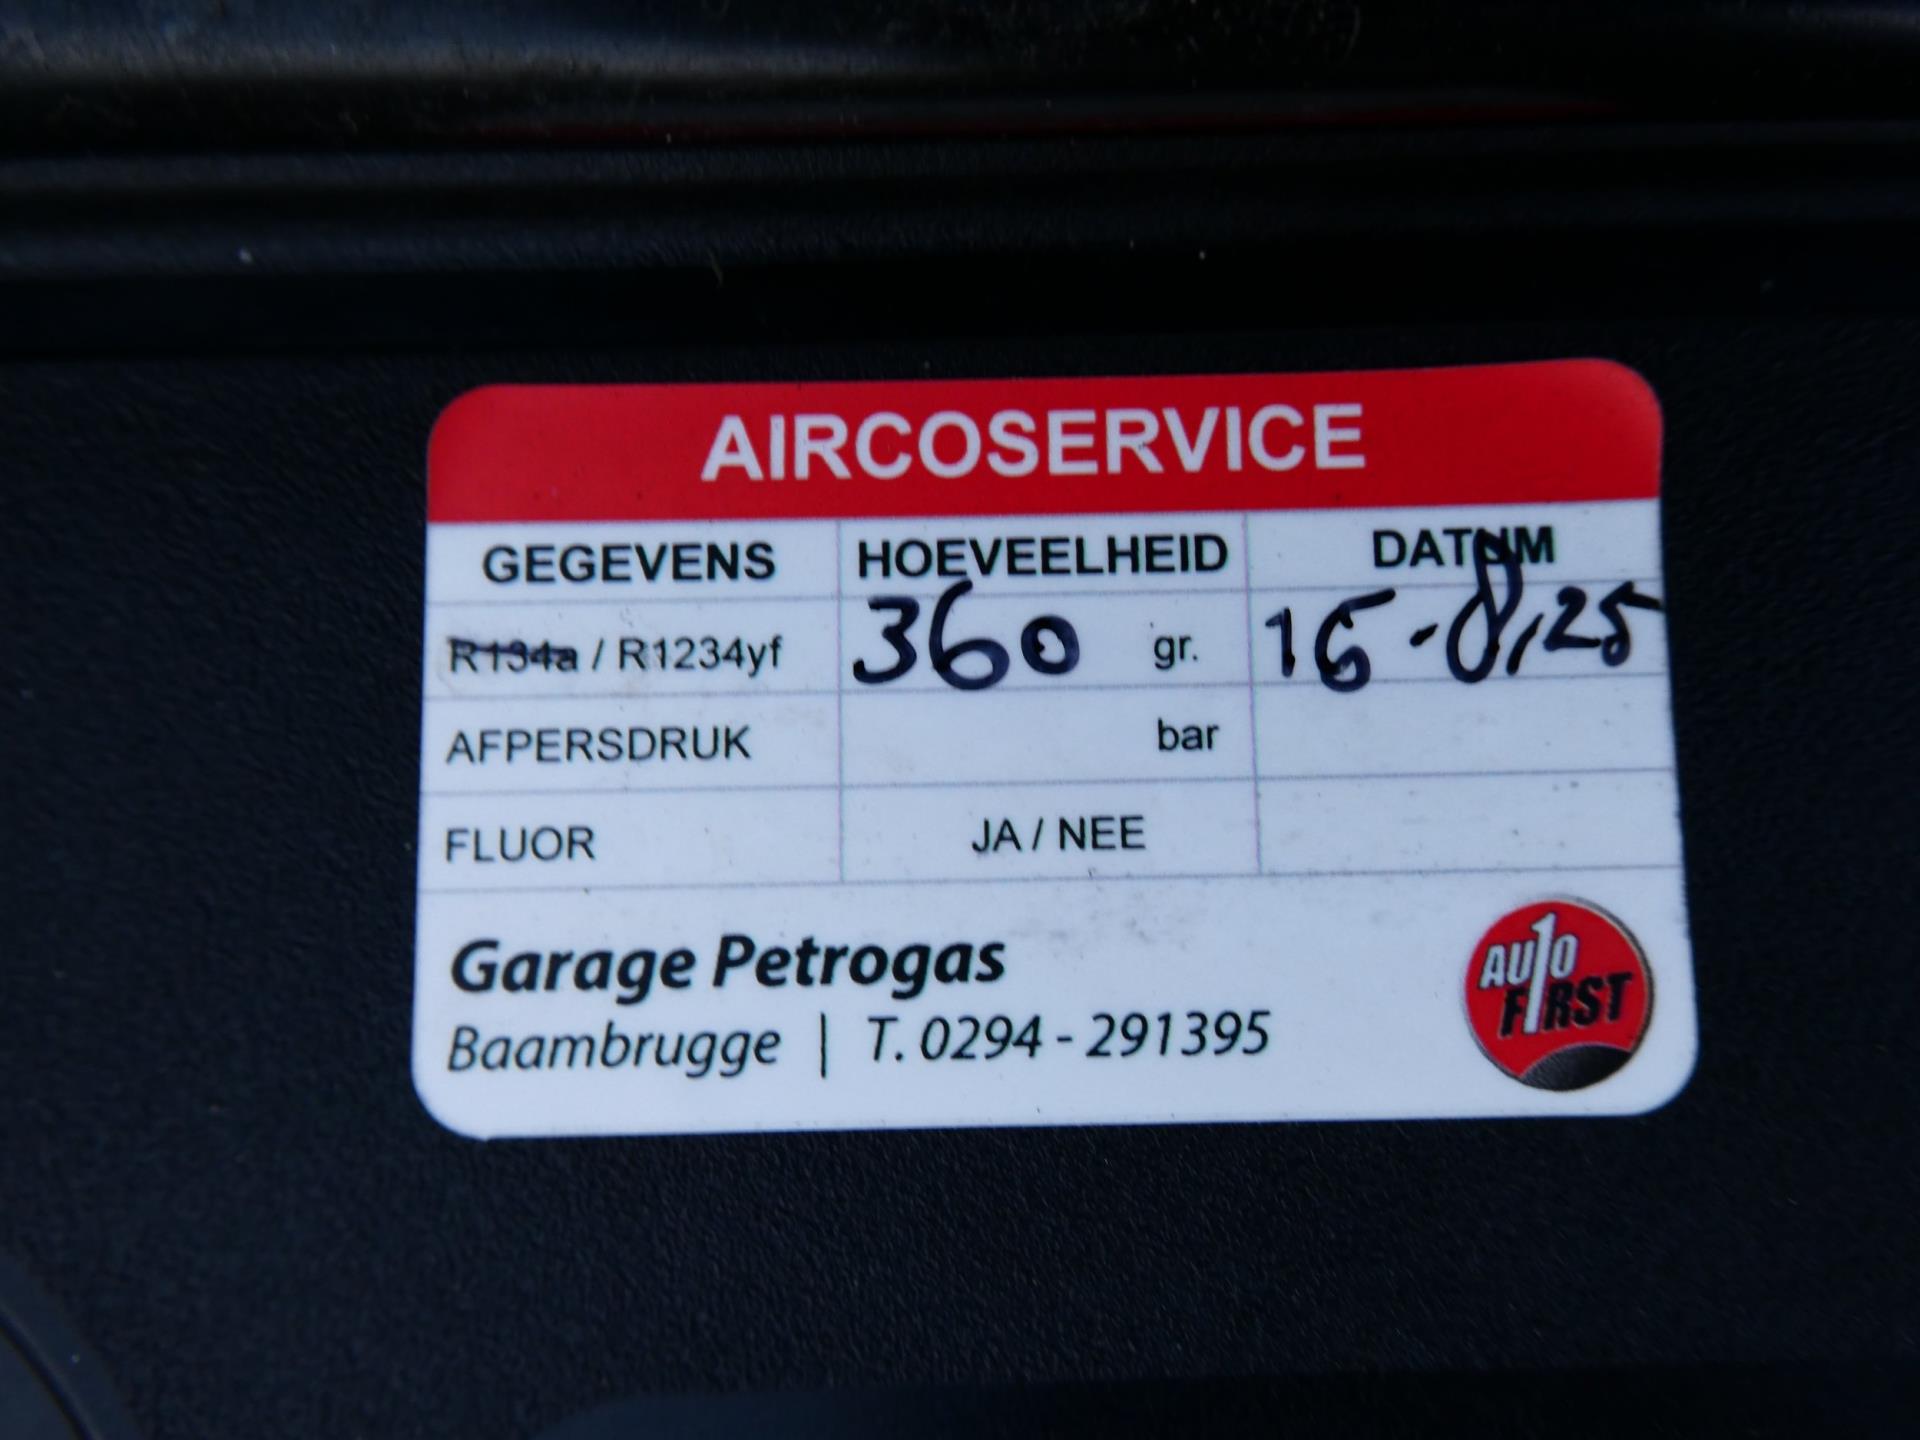 AIRCOSERVICE
GEGEVENS HOEVEELHEID DATUM
R134a / R1234yf 360 gr. 16-8,25
AFPERSDRUK bar
FLUOR JA / NEE
Garage Petrogas
Baambrugge | T. 0294 - 291395
AUTO
FIRST